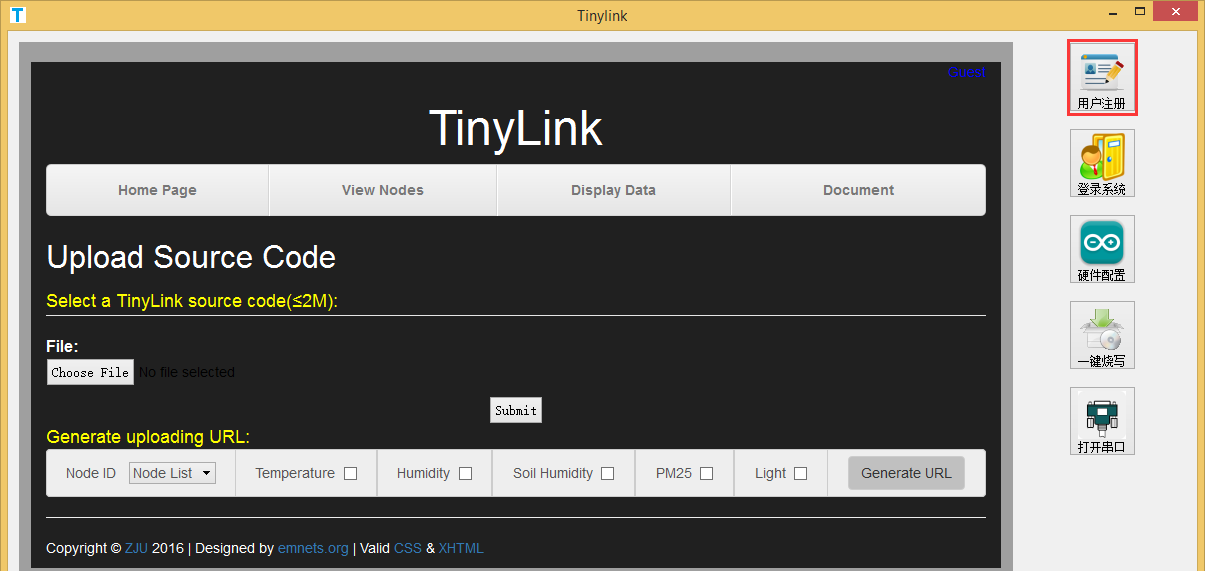 Tinylink
Guest
用户注册
TinyLink
登录系统
Home Page View Nodes Display Data Document
Upload Source Code
硬件配置
Select a TinyLink source code(≤2M):
File:
一键烧写
Choose File No file selected
Submit
打开串口
Generate uploading URL:
Node ID Node List Temperature Humidity Soil Humidity PM25 Light Generate URL
Copyright © ZJU 2016 | Designed by emnets.org | Valid CSS & XHTML